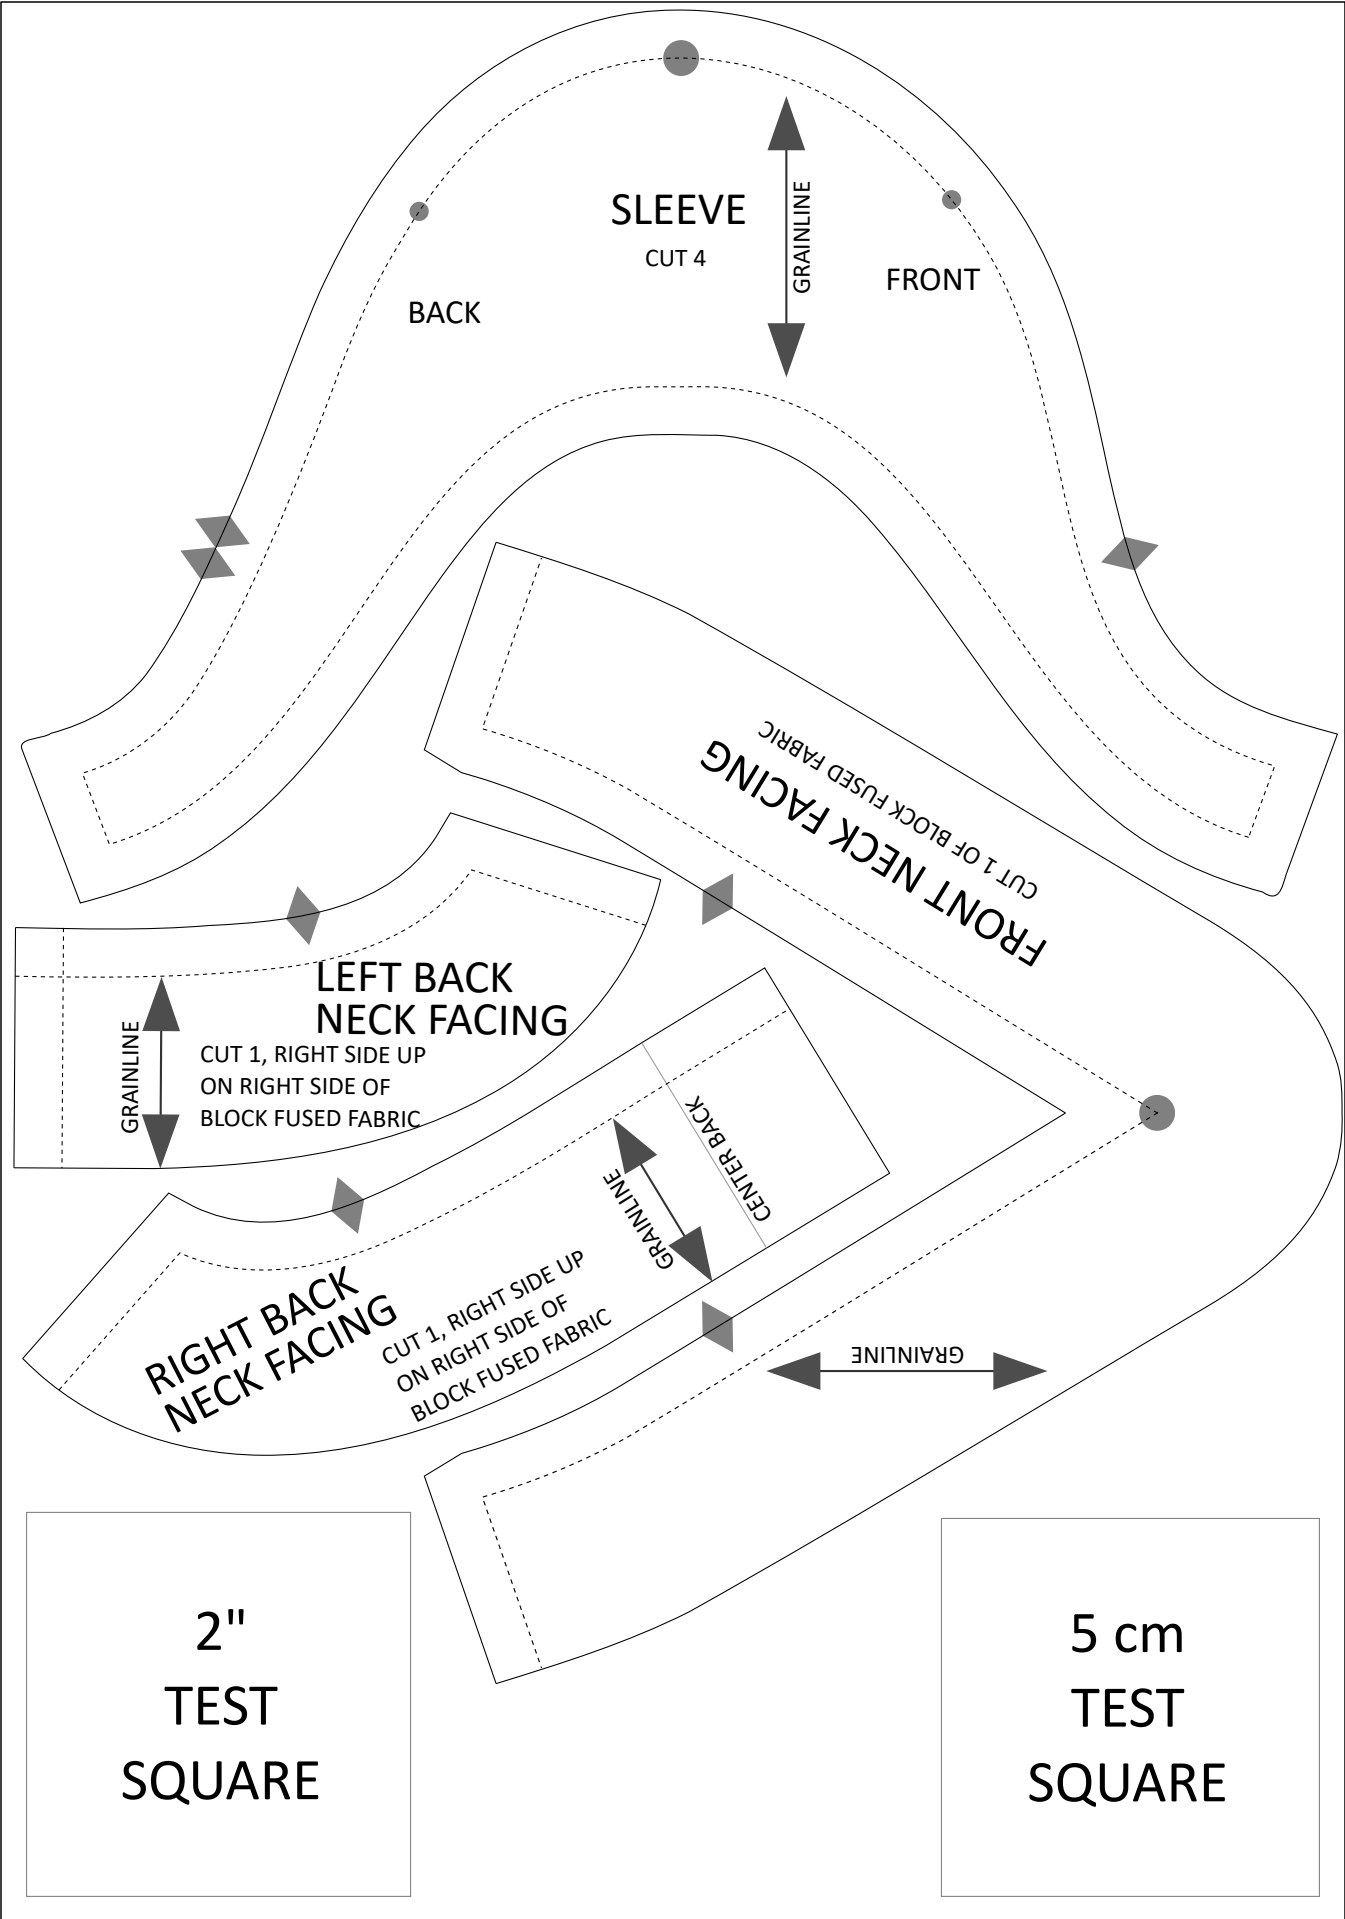 SLEEVE
CUT 4
GRAINLINE
BACK
FRONT
FRONT NECK FACING
CUT 1 OF BLOCK FUSED FABRIC
LEFT BACK
NECK FACING
CUT 1, RIGHT SIDE UP
ON RIGHT SIDE OF
BLOCK FUSED FABRIC
GRAINLINE
CENTER BACK
GRAINLINE
RIGHT BACK
NECK FACING
CUT 1, RIGHT SIDE UP
ON RIGHT SIDE OF
BLOCK FUSED FABRIC
GRAINLINE
2"
TEST
SQUARE
5 cm
TEST
SQUARE